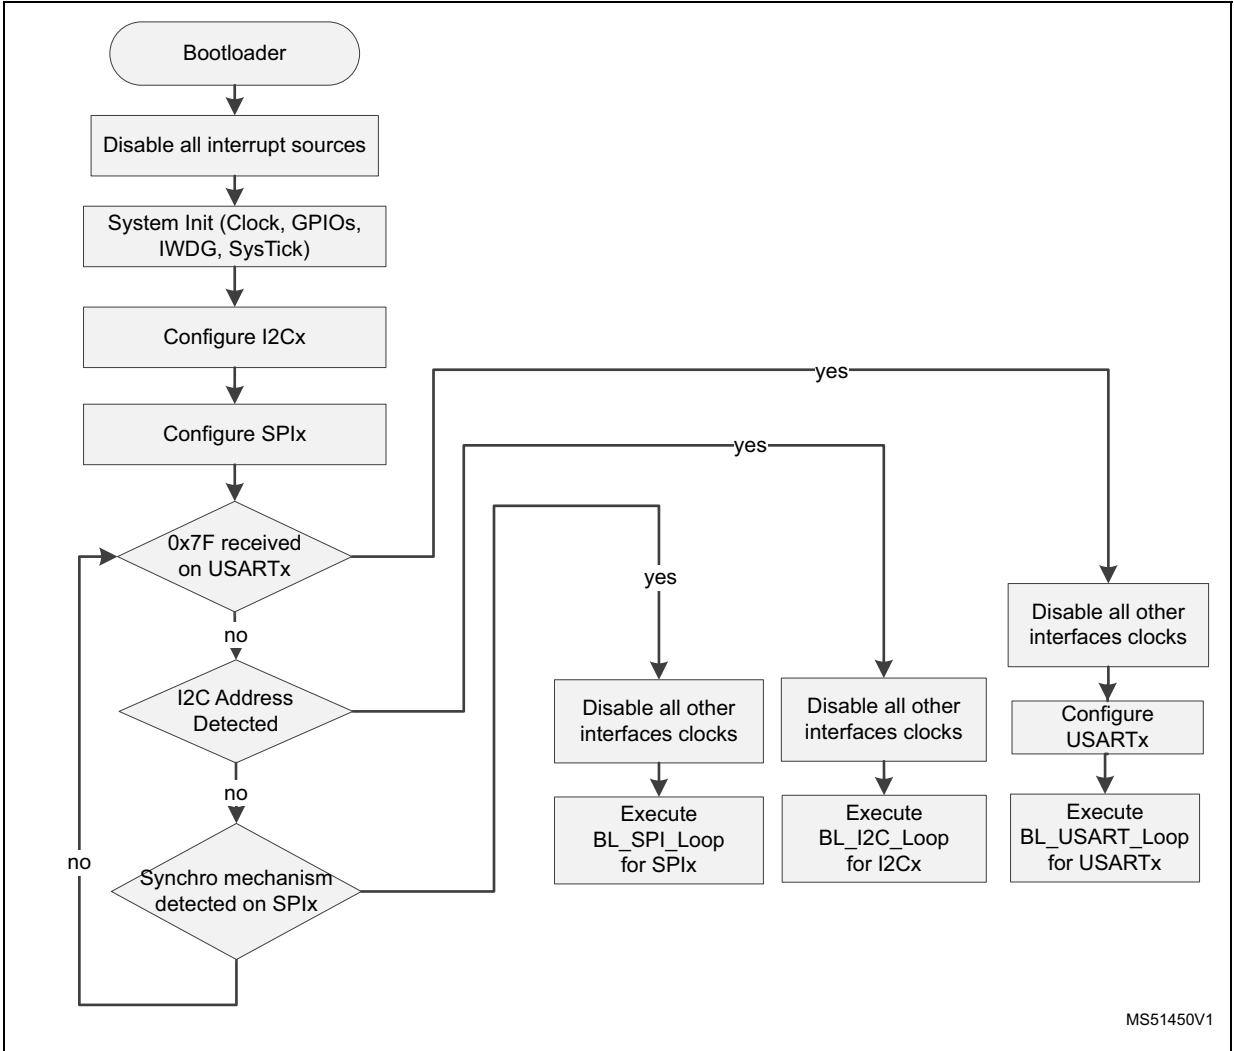 Bootloader
Disable all interrupt sources
System Init (Clock, GPIOs,
IWDG, SysTick)
Configure I2Cx
Configure SPIx
yes
yes
0x7F received
on USARTx
yes
no
Disable all other
interfaces clocks
I2C Address
Detected
Disable all other
interfaces clocks
Disable all other
interfaces clocks
Configure
USARTx
no
Execute
BL_SPI_Loop
for SPIx
Execute
BL_I2C_Loop
for I2Cx
Execute
BL_USART_Loop
for USARTx
no
Synchro mechanism
detected on SPIx
MS51450V1